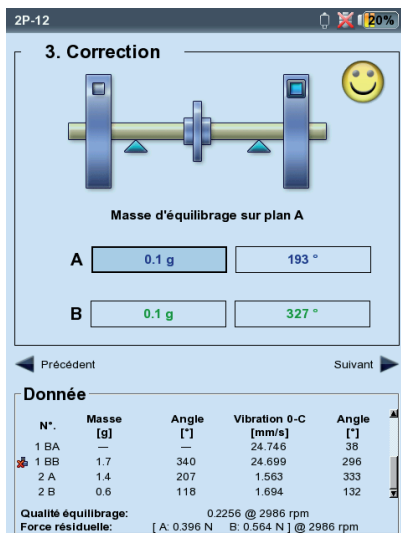 2P-12 20%
3. Correction
Masse d'équilibrage sur plan A
A 0.1 g 193 °
B 0.1 g 327 °
Précédent Suivant
Donnée
N°. Masse [g] Angle [°] Vibration 0-C [mm/s] Angle [°]
1 BA — — 24.746 38
1 BB 1.7 340 24.699 296
2 A 1.4 207 1.563 333
2 B 0.6 118 1.694 132
Qualité équilibrage: 0.2256 @ 2986 rpm
Force résiduelle: [ A: 0.396 N B: 0.564 N ] @ 2986 rpm